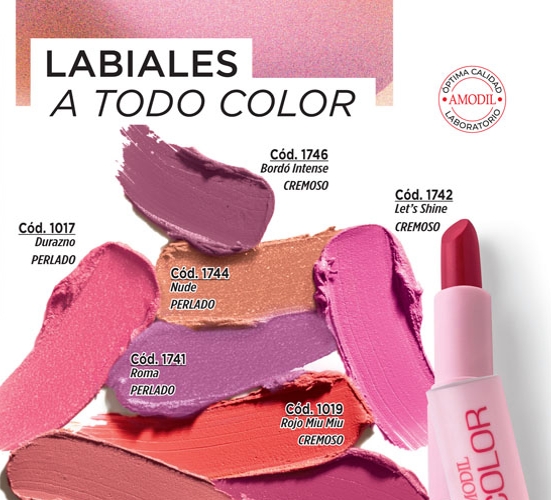 LABIALES
A TODO COLOR
ÓPTIMA CALIDAD
AMODIL
LABORATORIO
Cód. 1746
Bordó Intense
CREMOSO
Cód. 1742
Let's Shine
CREMOSO
Cód. 1017
Durazno
PERLADO
Cód. 1744
Nude
PERLADO
Cód. 1741
Roma
PERLADO
Cód. 1019
Rojo Miu Miu
CREMOSO
COLOR